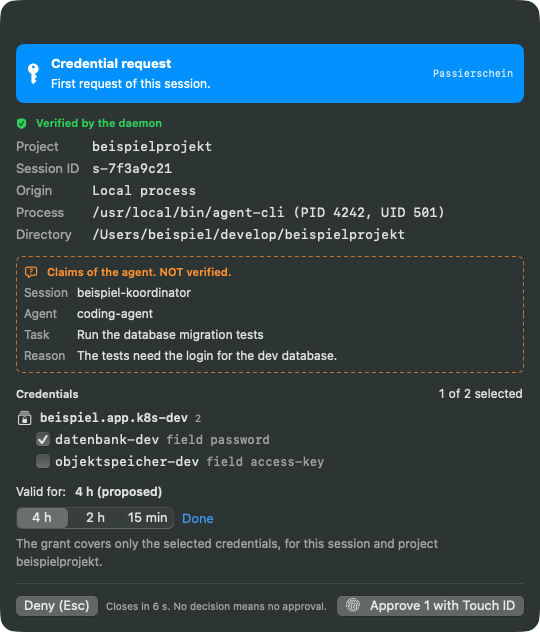 Credential request
First request of this session.
Passierschein
Verified by the daemon
Project beispielprojekt
Session ID s-7f3a9c21
Origin Local process
Process /usr/local/bin/agent-cli (PID 4242, UID 501)
Directory /Users/beispiel/develop/beispielprojekt
Claims of the agent. NOT verified.
Session beispiel-koordinator
Agent coding-agent
Task Run the database migration tests
Reason The tests need the login for the dev database.
Credentials 1 of 2 selected
beispiel.app.k8s-dev 2
datenbank-dev field password
objektspeicher-dev field access-key
Valid for: 4 h (proposed)
4 h 2 h 15 min Done
The grant covers only the selected credentials, for this session and project
beispielprojekt.
Deny (Esc) Closes in 6 s. No decision means no approval. Approve 1 with Touch ID